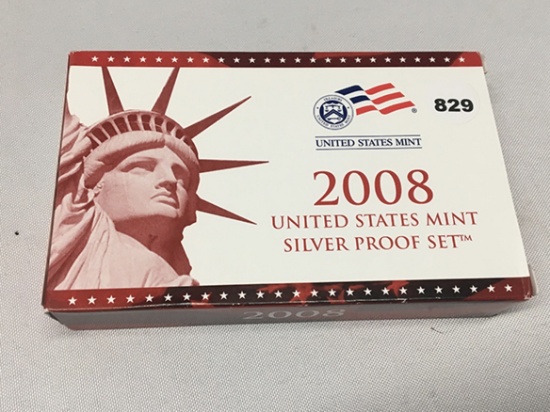 829
UNITED STATES MINT
2008
UNITED STATES MINT
SILVER PROOF SET™
2008